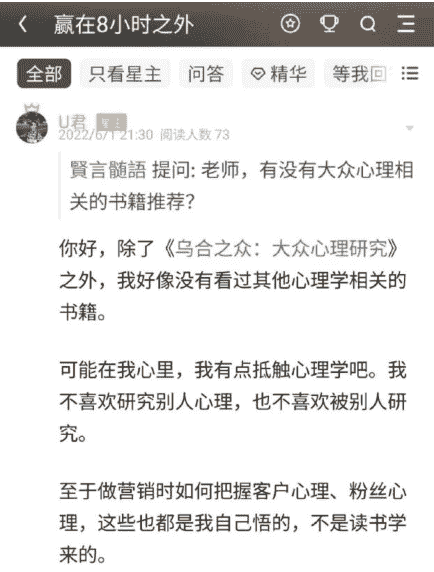 赢在8小时之外
全部 只看星主 问答 精华 等我回
U君 星主
2022/6/1 21:30 阅读人数 73
賢言髄語 提问: 老师，有没有大众心理相
关的书籍推荐？
你好，除了《乌合之众：大众心理研究》
之外，我好像没有看过其他心理学相关的
书籍。
可能在我心里，我有点抵触心理学吧。我
不喜欢研究别人心理，也不喜欢被别人研
究。
至于做营销时如何把握客户心理、粉丝心
理，这些也都是我自己悟的，不是读书学
来的。